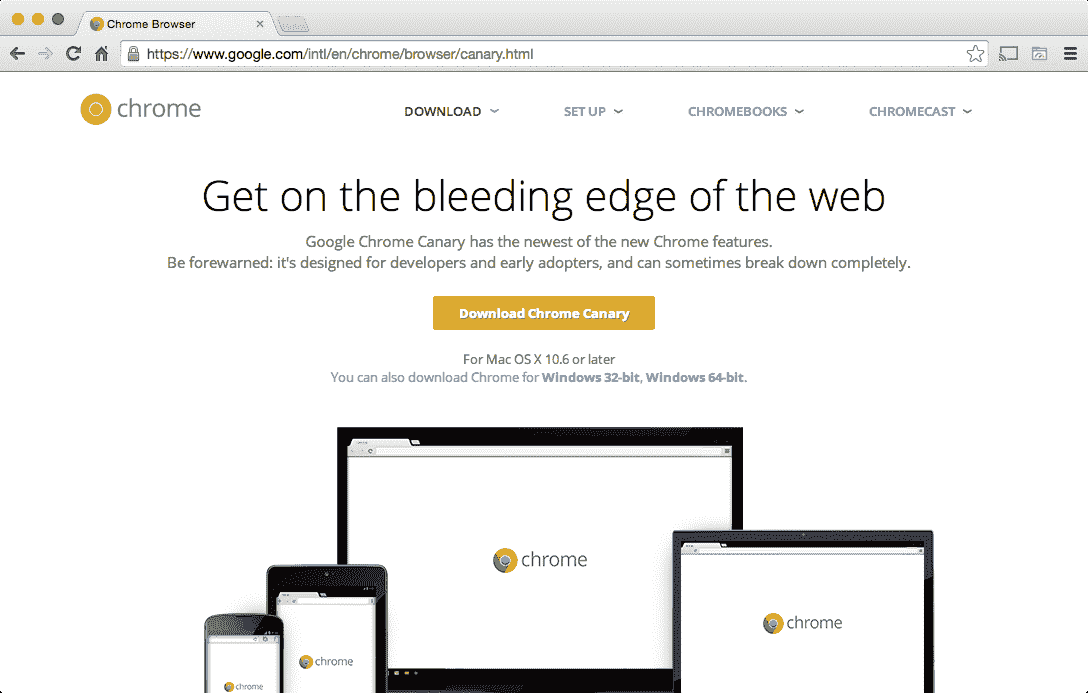 Chrome Browser
https://www.google.com/intl/en/chrome/browser/canary.html
chrome
DOWNLOAD
SET UP
CHROMEBOOKS
CHROMECAST
Get on the bleeding edge of the web
Google Chrome Canary has the newest of the new Chrome features.
Be forewarned: it's designed for developers and early adopters, and can sometimes break down completely.
Download Chrome Canary
For Mac OS X 10.6 or later
You can also download Chrome for Windows 32-bit, Windows 64-bit.
chrome
chrome
chrome
chrome